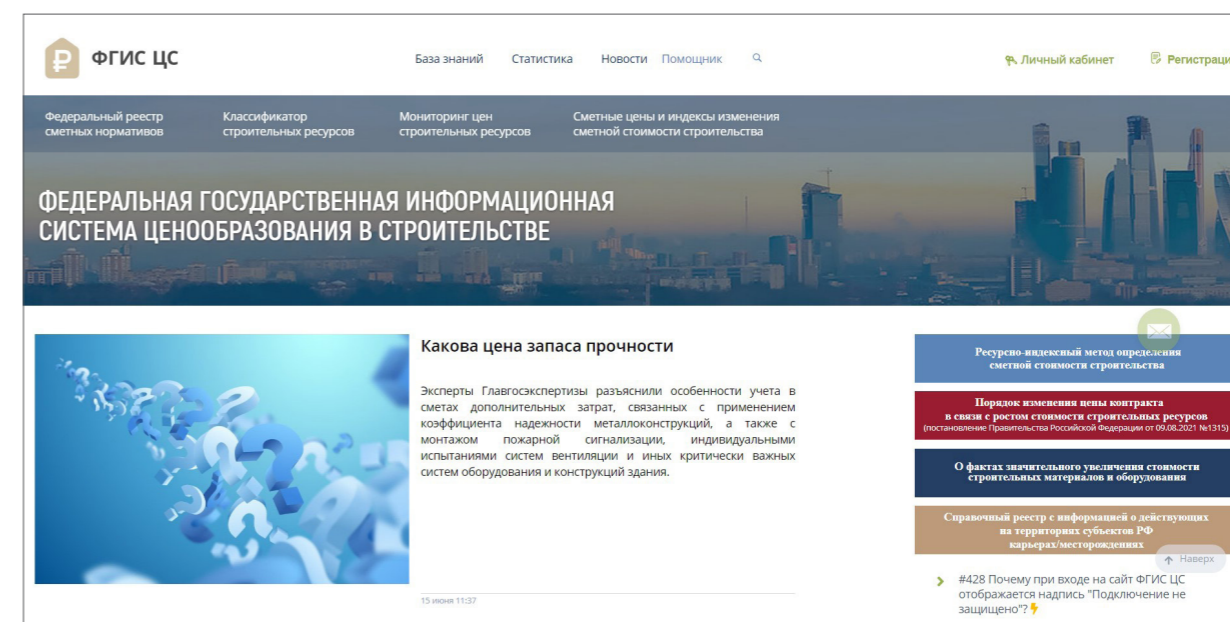 ФГИС ЦС
База знаний Статистика Новости Помощник
Личный кабинет Регистраци
Федеральный реестр
сметных нормативов
Классификатор
строительных ресурсов
Мониторинг цен
строительных ресурсов
Сметные цены и индексы изменения
сметной стоимости строительства
ФЕДЕРАЛЬНАЯ ГОСУДАРСТВЕННАЯ ИНФОРМАЦИОННАЯ
СИСТЕМА ЦЕНООБРАЗОВАНИЯ В СТРОИТЕЛЬСТВЕ
Какова цена запаса прочности
Эксперты Главгосэкспертизы разъяснили особенности учета в
сметах дополнительных затрат, связанных с применением
коэффициента надежности металлоконструкций, а также с
монтажом пожарной сигнализации, индивидуальными
испытаниями систем вентиляции и иных критически важных
систем оборудования и конструкций здания.
15 июня 11:37
Ресурсно-индексный метод определения
сметной стоимости строительства
Порядок изменения цены контракта
в связи с ростом стоимости строительных ресурсов
(постановление Правительства Российской Федерации от 09.08.2021 №1315)
О фактах значительного увеличения стоимости
строительных материалов и оборудования
Справочный реестр с информацией о действующих
на территориях субъектов РФ
карьерах/месторождениях
Наверх
#428 Почему при входе на сайт ФГИС ЦС
отображается надпись "Подключение не
защищено"?